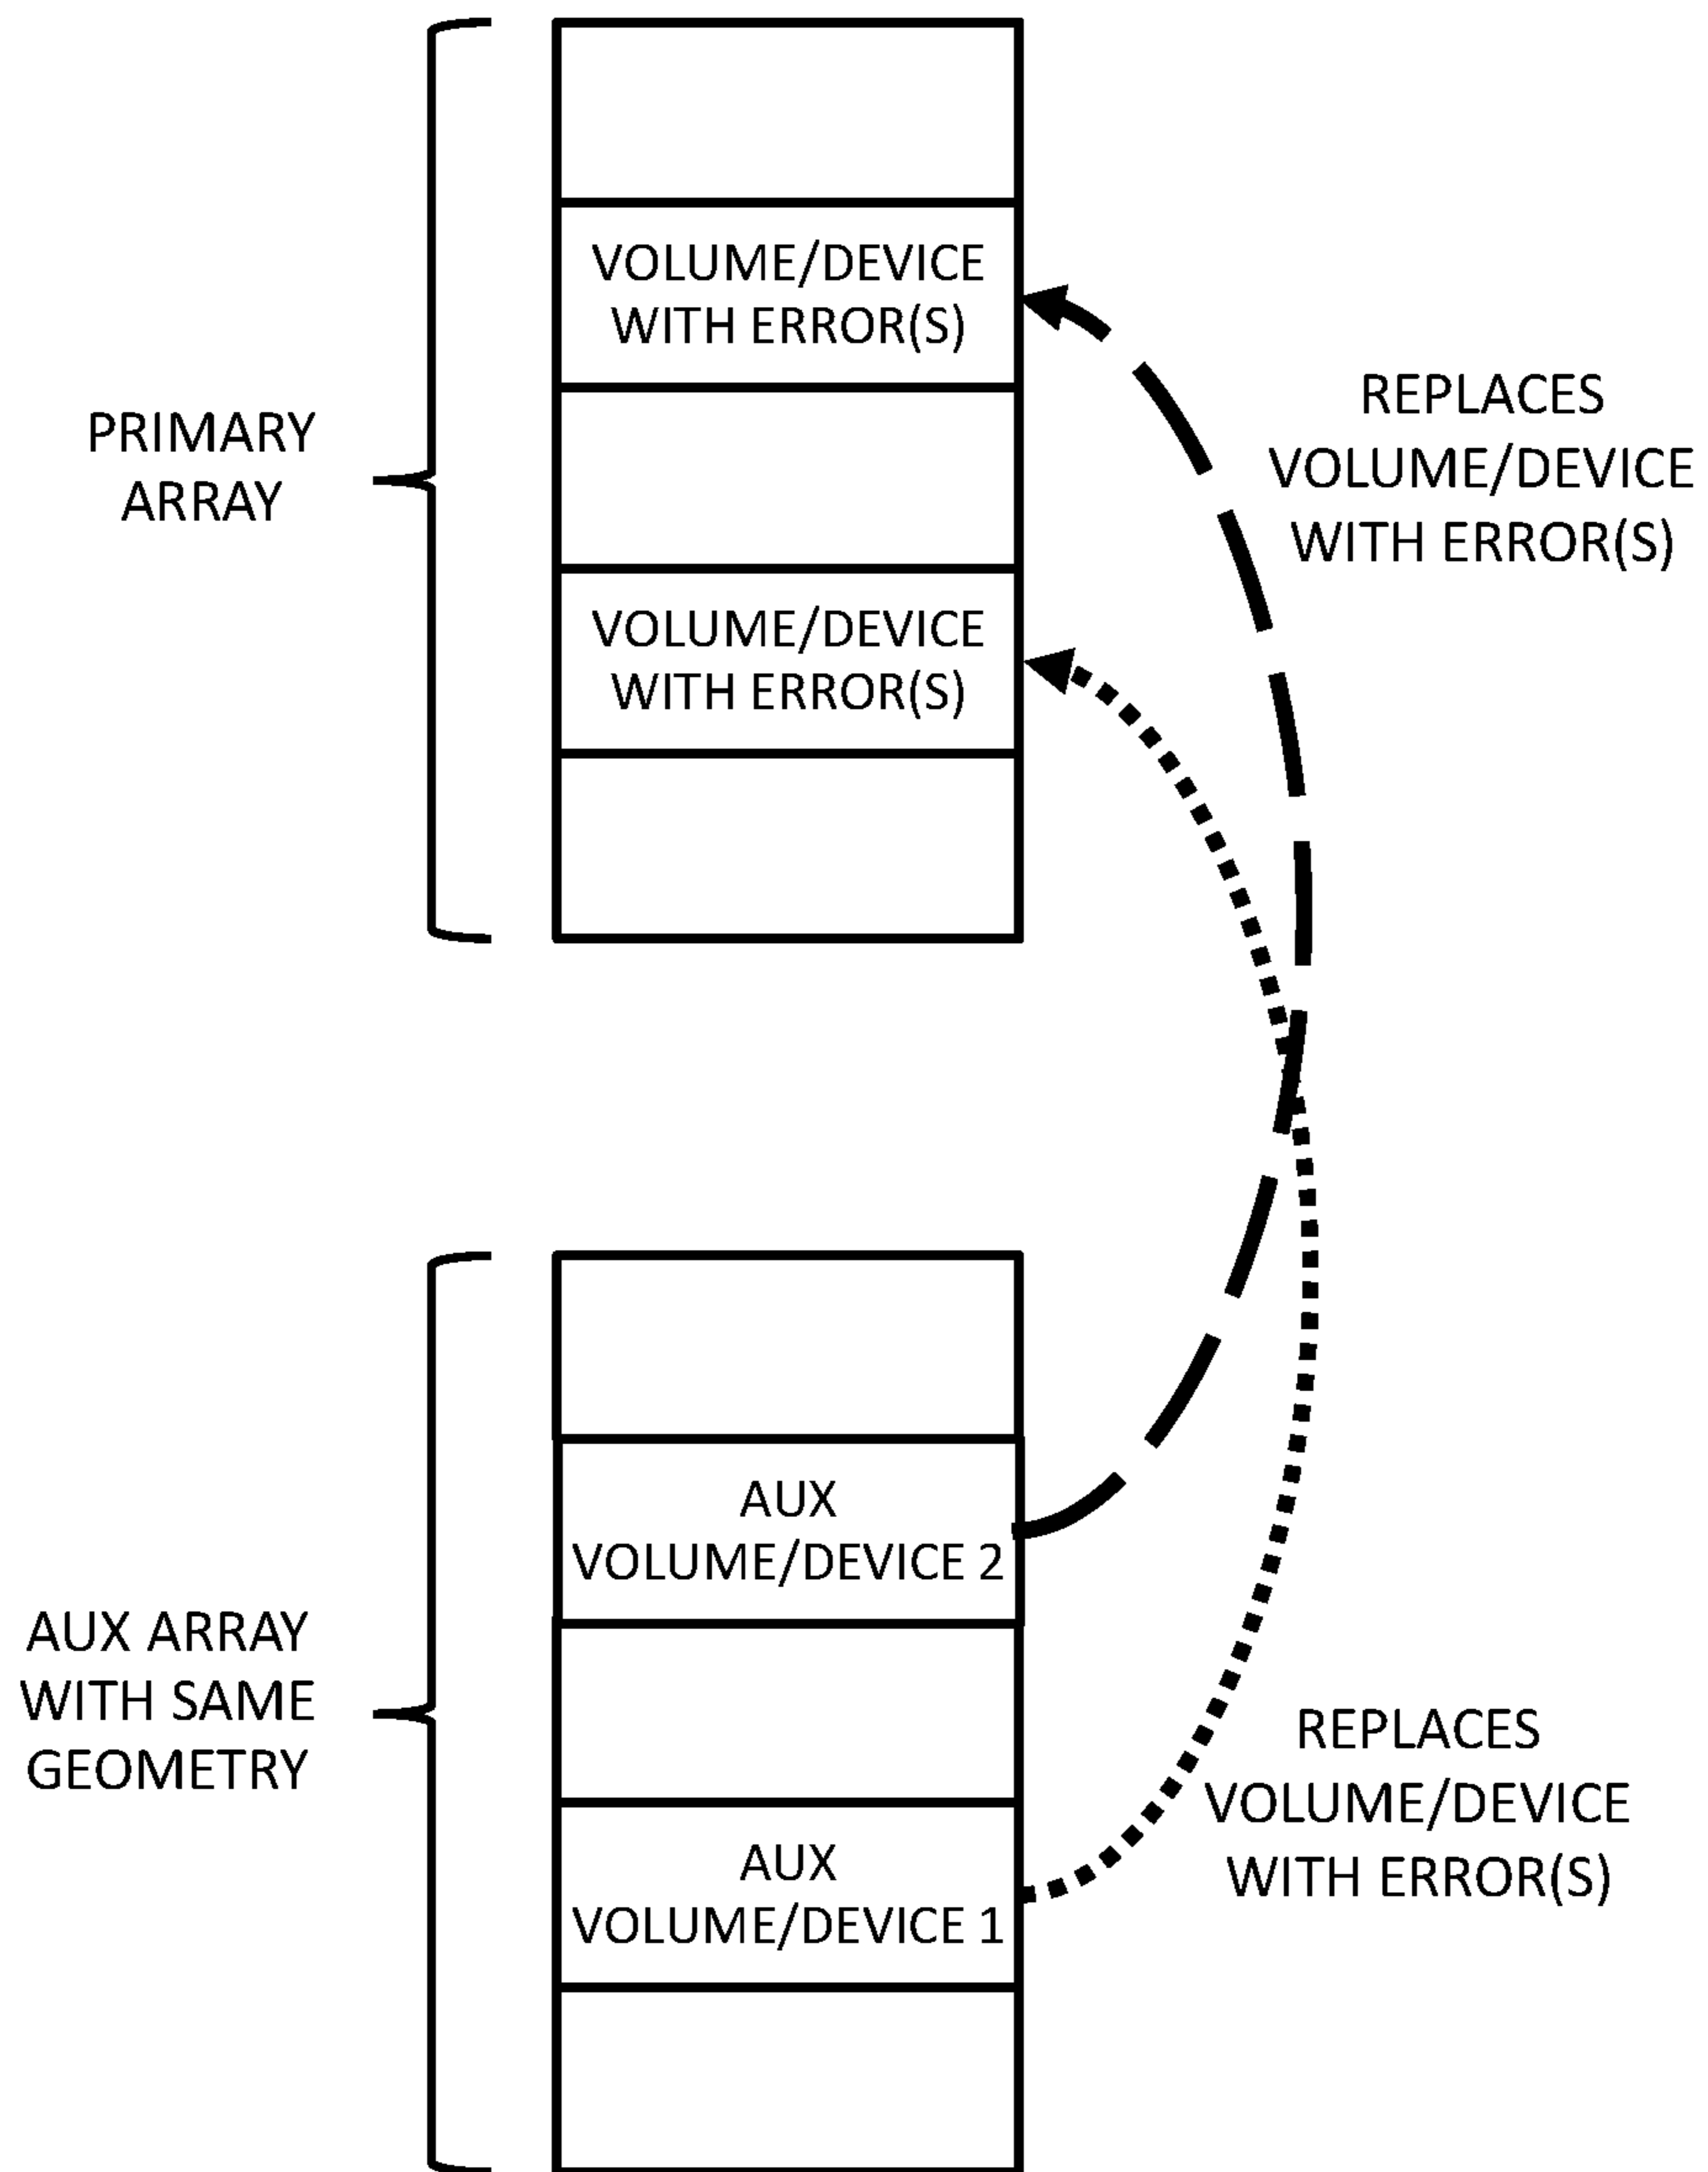 VOLUME/DEVICE
WITH ERROR(S)
PRIMARY
ARRAY
REPLACES
VOLUME/DEVICE
WITH ERROR(S)
VOLUME/DEVICE
WITH ERROR(S)
AUX
VOLUME/DEVICE 2
AUX ARRAY
WITH SAME
GEOMETRY
REPLACES
VOLUME/DEVICE
WITH ERROR(S)
AUX
VOLUME/DEVICE 1